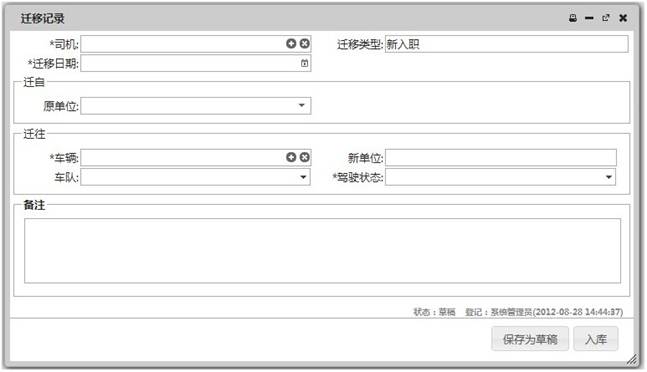 迁移记录
*司机: 迁移类型: 新入职
*迁移日期:
迁自
原单位:
迁往
*车辆: 新单位:
车队: *驾驶状态:
备注
状态：草稿 登记：系统管理员(2012-08-28 14:44:37)
保存为草稿 入库